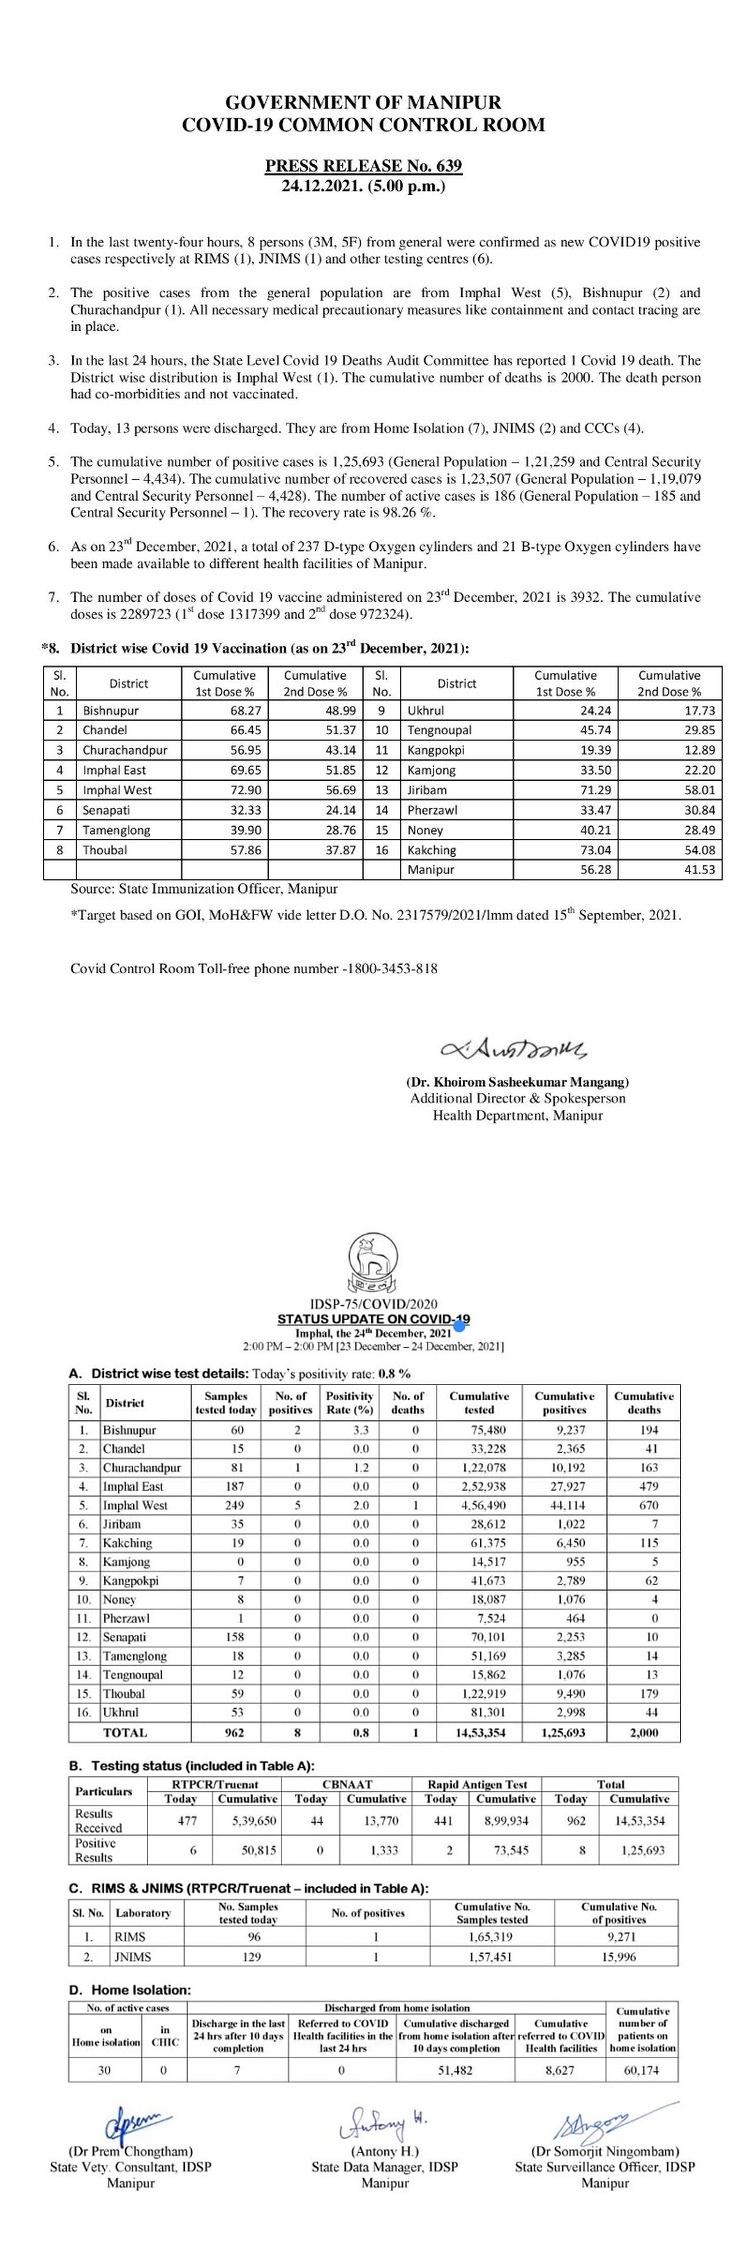 GOVERNMENT OF MANIPUR
COVID-19 COMMON CONTROL ROOM
PRESS RELEASE No. 639
24.12.2021. (5.00 p.m.)
1. In the last twenty-four hours, 8 persons (3M, 5F) from general were confirmed as new COVID19 positive
cases respectively at RIMS (1), JNIMS (1) and other testing centres (6).
2. The positive cases from the general population are from Imphal West (5), Bishnupur (2) and
Churachandpur (1). All necessary medical precautionary measures like containment and contact tracing are
in place.
3. In the last 24 hours, the State Level Covid 19 Deaths Audit Committee has reported 1 Covid 19 death. The
District wise distribution is Imphal West (1). The cumulative number of deaths is 2000. The death person
had co-morbidities and not vaccinated.
4. Today, 13 persons were discharged. They are from Home Isolation (7), JNIMS (2) and CCCs (4).
5. The cumulative number of positive cases is 1,25,693 (General Population – 1,21,259 and Central Security
Personnel – 4,434). The cumulative number of recovered cases is 1,23,507 (General Population – 1,19,079
and Central Security Personnel – 4,428). The number of active cases is 186 (General Population – 185 and
Central Security Personnel – 1). The recovery rate is 98.26 %.
6. As on 23rd December, 2021, a total of 237 D-type Oxygen cylinders and 21 B-type Oxygen cylinders have
been made available to different health facilities of Manipur.
7. The number of doses of Covid 19 vaccine administered on 23rd December, 2021 is 3932. The cumulative
doses is 2289723 (1st dose 1317399 and 2nd dose 972324).
*8. District wise Covid 19 Vaccination (as on 23rd December, 2021):
Sl. No. District Cumulative 1st Dose % Cumulative 2nd Dose % Sl. No. District Cumulative 1st Dose % Cumulative 2nd Dose %
1 Bishnupur 68.27 48.99 9 Ukhrul 24.24 17.73
2 Chandel 66.45 51.37 10 Tengnoupal 45.74 29.85
3 Churachandpur 56.95 43.14 11 Kangpokpi 19.39 12.89
4 Imphal East 69.65 51.85 12 Kamjong 33.50 22.20
5 Imphal West 72.90 56.69 13 Jiribam 71.29 58.01
6 Senapati 32.33 24.14 14 Pherzawl 33.47 30.84
7 Tamenglong 39.90 28.76 15 Noney 40.21 28.49
8 Thoubal 57.86 37.87 16 Kakching 73.04 54.08
Manipur 56.28 41.53
Source: State Immunization Officer, Manipur
*Target based on GOI, MoH&FW vide letter D.O. No. 2317579/2021/Imm dated 15th September, 2021.
Covid Control Room Toll-free phone number -1800-3453-818
(Dr. Khoirom Sasheekumar Mangang)
Additional Director & Spokesperson
Health Department, Manipur
IDSP-75/COVID/2020
STATUS UPDATE ON COVID-19
Imphal, the 24th December, 2021
2:00 PM – 2:00 PM [23 December – 24 December, 2021]
A. District wise test details: Today's positivity rate: 0.8 %
Sl. No. District Samples tested today No. of positives Positivity Rate (%) No. of deaths Cumulative tested Cumulative positives Cumulative deaths
1. Bishnupur 60 2 3.3 0 75,480 9,237 194
2. Chandel 15 0 0.0 0 33,228 2,365 41
3. Churachandpur 81 1 1.2 0 1,22,078 10,192 163
4. Imphal East 187 0 0.0 0 2,52,938 27,927 479
5. Imphal West 249 5 2.0 1 4,56,490 44,114 670
6. Jiribam 35 0 0.0 0 28,612 1,022 7
7. Kakching 19 0 0.0 0 61,375 6,450 115
8. Kamjong 0 0 0.0 0 14,517 955 5
9. Kangpokpi 7 0 0.0 0 41,673 2,789 62
10. Noney 8 0 0.0 0 18,087 1,076 4
11. Pherzawl 1 0 0.0 0 7,524 464 0
12. Senapati 158 0 0.0 0 70,101 2,253 10
13. Tamenglong 18 0 0.0 0 51,169 3,285 14
14. Tengnoupal 12 0 0.0 0 15,862 1,076 13
15. Thoubal 59 0 0.0 0 1,22,919 9,490 179
16. Ukhrul 53 0 0.0 0 81,301 2,998 44
TOTAL 962 8 0.8 1 14,53,354 1,25,693 2,000
B. Testing status (included in Table A):
Particulars RTPCR/Truenat CBNAAT Rapid Antigen Test Total
Today Cumulative Today Cumulative Today Cumulative Today Cumulative
Results Received 477 5,39,650 44 13,770 441 8,99,934 962 14,53,354
Positive Results 6 50,815 0 1,333 2 73,545 8 1,25,693
C. RIMS & JNIMS (RTPCR/Truenat – included in Table A):
Sl. No. Laboratory No. Samples tested today No. of positives Cumulative No. Samples tested Cumulative No. of positives
1. RIMS 96 1 1,65,319 9,271
2. JNIMS 129 1 1,57,451 15,996
D. Home Isolation:
No. of active cases Discharged from home isolation Cumulative number of patients on home isolation
on Home isolation in CHIC Discharge in the last 24 hrs after 10 days completion Referred to COVID Health facilities in the last 24 hrs Cumulative discharged from home isolation after 10 days completion Cumulative referred to COVID Health facilities
30 0 7 0 51,482 8,627 60,174
Antony H.
(Dr Prem Chongtham) (Antony H.) (Dr Somorjit Ningombam)
State Vety. Consultant, IDSP State Data Manager, IDSP State Surveillance Officer, IDSP
Manipur Manipur Manipur